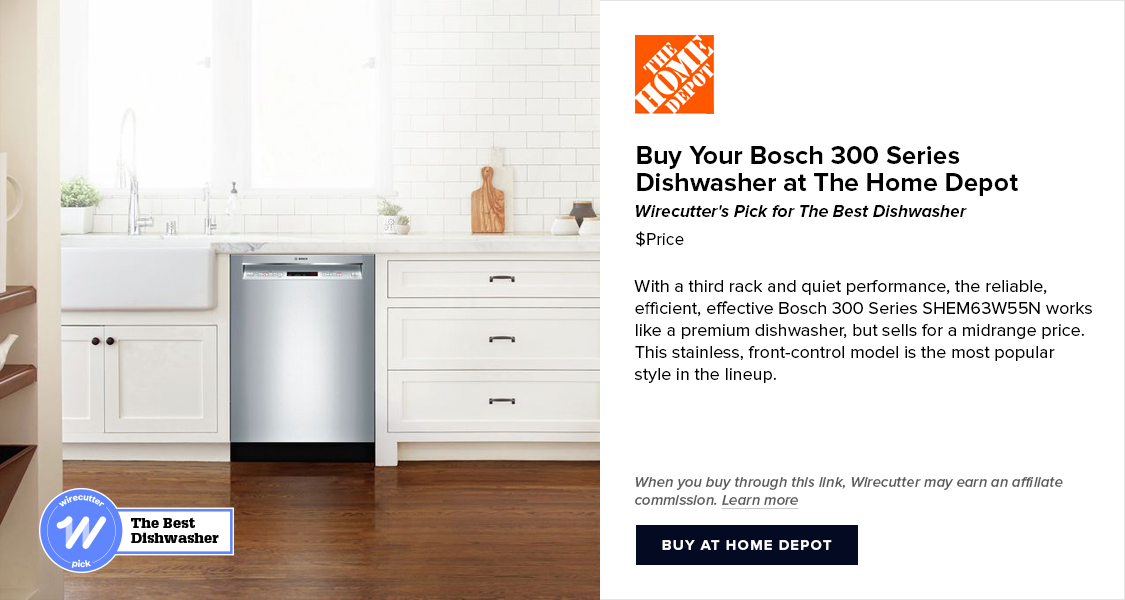 THE
HOME
DEPOT
Buy Your Bosch 300 Series
Dishwasher at The Home Depot
Wirecutter's Pick for The Best Dishwasher
$Price
With a third rack and quiet performance, the reliable,
efficient, effective Bosch 300 Series SHEM63W55N works
like a premium dishwasher, but sells for a midrange price.
This stainless, front-control model is the most popular
style in the lineup.
When you buy through this link, Wirecutter may earn an affiliate
commission. Learn more
BUY AT HOME DEPOT
BOSCH
wirecutter
W
pick
The Best
Dishwasher